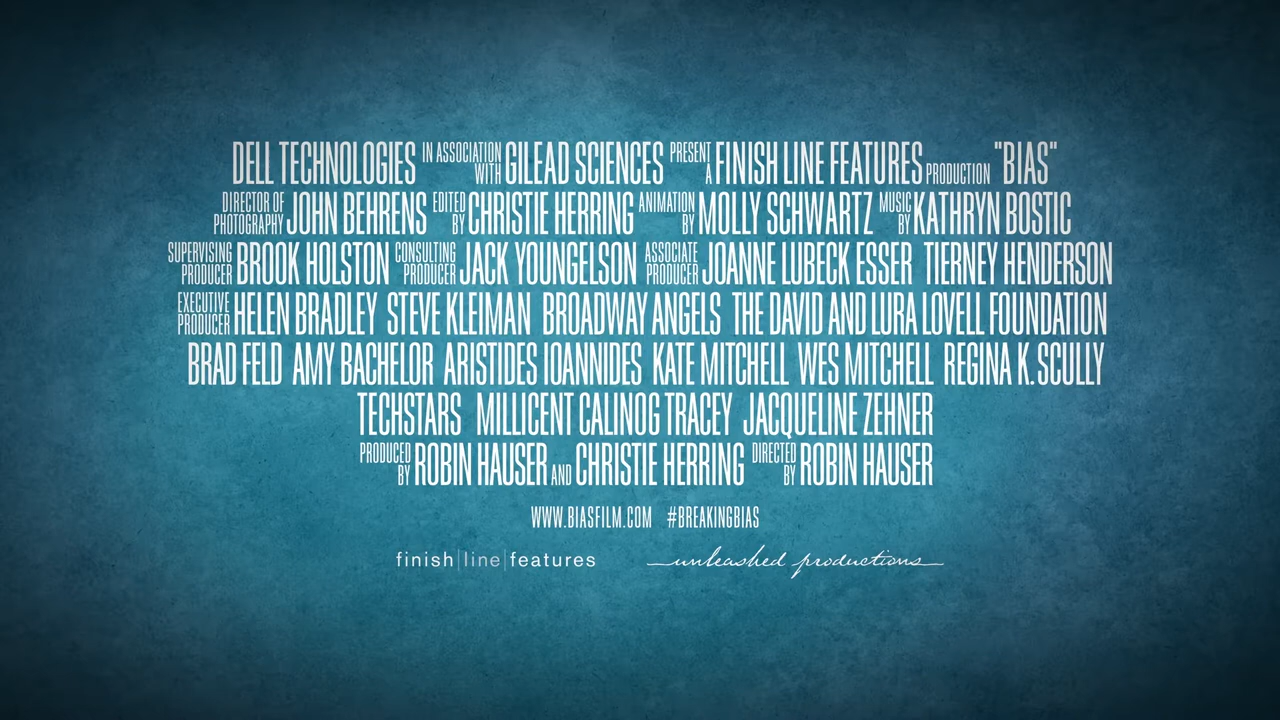 DELL TECHNOLOGIES IN ASSOCIATION WITH GILEAD SCIENCES PRESENT A FINISH LINE FEATURES PRODUCTION "BIAS"
DIRECTOR OF PHOTOGRAPHY JOHN BEHRENS EDITED BY CHRISTIE HERRING ANIMATION BY MOLLY SCHWARTZ MUSIC BY KATHRYN BOSTIC
SUPERVISING PRODUCER BROOK HOLSTON CONSULTING PRODUCER JACK YOUNGELSON ASSOCIATE PRODUCER JOANNE LUBECK ESSER TIERNEY HENDERSON
EXECUTIVE PRODUCER HELEN BRADLEY STEVE KLEIMAN BROADWAY ANGELS THE DAVID AND LURA LOVELL FOUNDATION
BRAD FELD AMY BACHELOR ARISTIDES IOANNIDES KATE MITCHELL WES MITCHELL REGINA K. SCULLY
TECHSTARS MILLICENT CALINOG TRACEY JACQUELINE ZEHNER
PRODUCED BY ROBIN HAUSER AND CHRISTIE HERRING DIRECTED BY ROBIN HAUSER
WWW.BIASFILM.COM #BREAKINGBIAS
finish|line|features unleashed productions